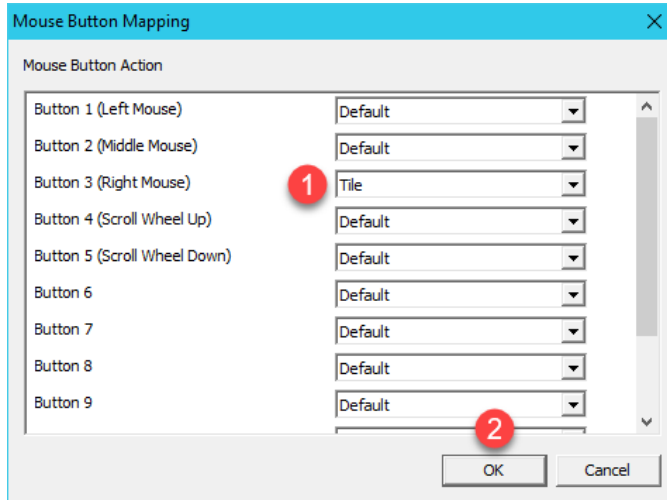 Mouse Button Mapping
Mouse Button Action
Button 1 (Left Mouse) Default
Button 2 (Middle Mouse) Default
Button 3 (Right Mouse) 1 Tile
Button 4 (Scroll Wheel Up) Default
Button 5 (Scroll Wheel Down) Default
Button 6 Default
Button 7 Default
Button 8 Default
Button 9 Default
2
OK Cancel